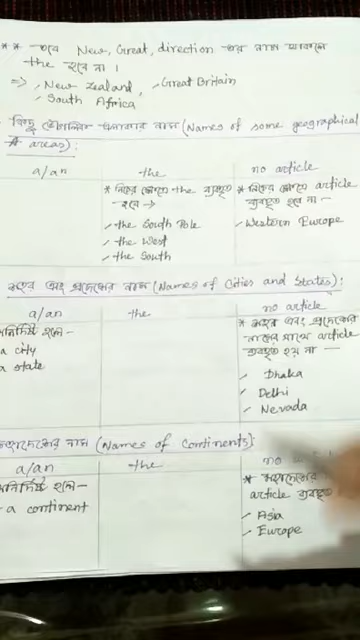 ** তবে New, Great, direction এর নাম থাকলে
the হবে না ।
=> ✓ New Zealand, ✓ Great Britain
✓ South Africa
কিছু ভৌগলিক এলাকার নাম (Names of some geographical
areas):
a/an the no article
* নিচের ক্ষেত্রে the ব্যবহৃত
হবে →
✓ the South Pole
✓ the West
✓ the South
* নিচের ক্ষেত্রে article
ব্যবহৃত হবে না —
✓ Western Europe
শহর এবং প্রদেশের নাম (Names of Cities and States):
a/an the no article
অনির্দিষ্ট হলে-
a city
a state
* শহর এবং প্রদেশের
নামের সাথে article
ব্যবহৃত হয় না —
✓ Dhaka
✓ Delhi
✓ Nevada
মহাদেশের নাম (Names of Continents):
a/an the no
অনির্দিষ্ট হলে-
a continent
* মহাদেশের
article ব্যবহৃত
✓ Asia
✓ Europe